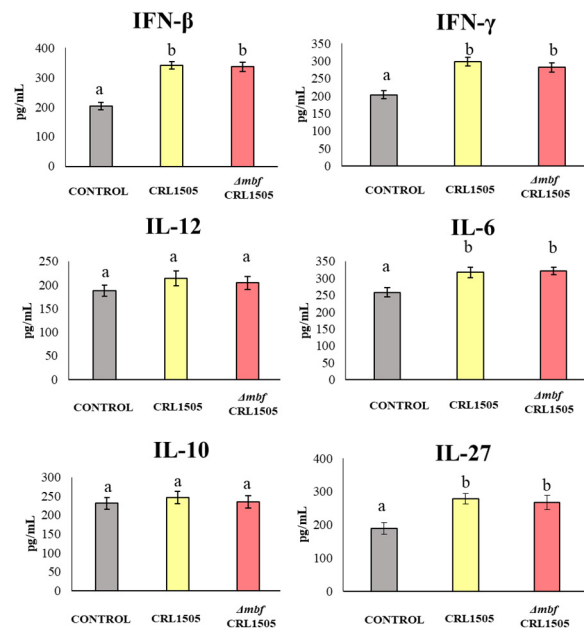 IFN-β
400
300
200
100
0
pg/mL
a
b
b
CONTROL
CRL1505
Δmbf
CRL1505
IFN-γ
350
300
250
200
150
100
50
0
pg/mL
a
b
b
CONTROL
CRL1505
Δmbf
CRL1505
IL-12
250
200
150
100
50
0
pg/mL
a
a
a
CONTROL
CRL1505
Δmbf
CRL1505
IL-6
350
300
250
200
150
100
50
0
pg/mL
a
b
b
CONTROL
CRL1505
Δmbf
CRL1505
IL-10
300
250
200
150
100
50
0
pg/mL
a
a
a
CONTROL
CRL1505
Δmbf
CRL1505
IL-27
400
300
200
100
0
pg/mL
a
b
b
CONTROL
CRL1505
Δmbf
CRL1505